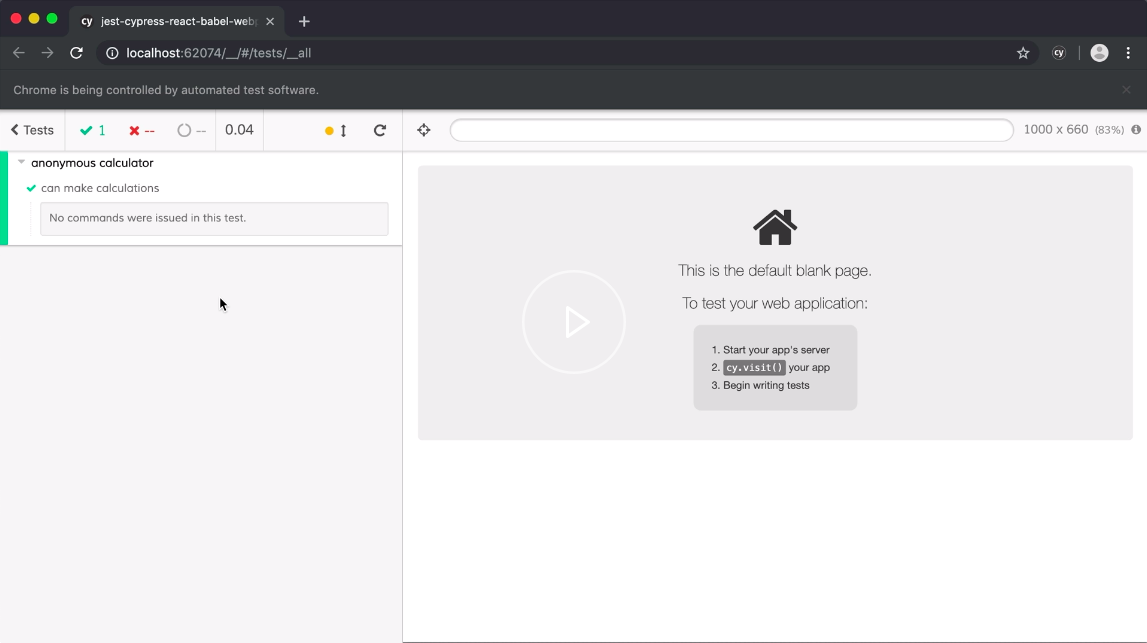 cy jest-cypress-react-babel-web
localhost:62074/__/#/tests/__all
cy
Chrome is being controlled by automated test software.
Tests 1 -- -- 0.04 1000 x 660 (83%)
anonymous calculator
can make calculations
No commands were issued in this test.
This is the default blank page.
To test your web application:
1. Start your app's server
2. cy.visit() your app
3. Begin writing tests